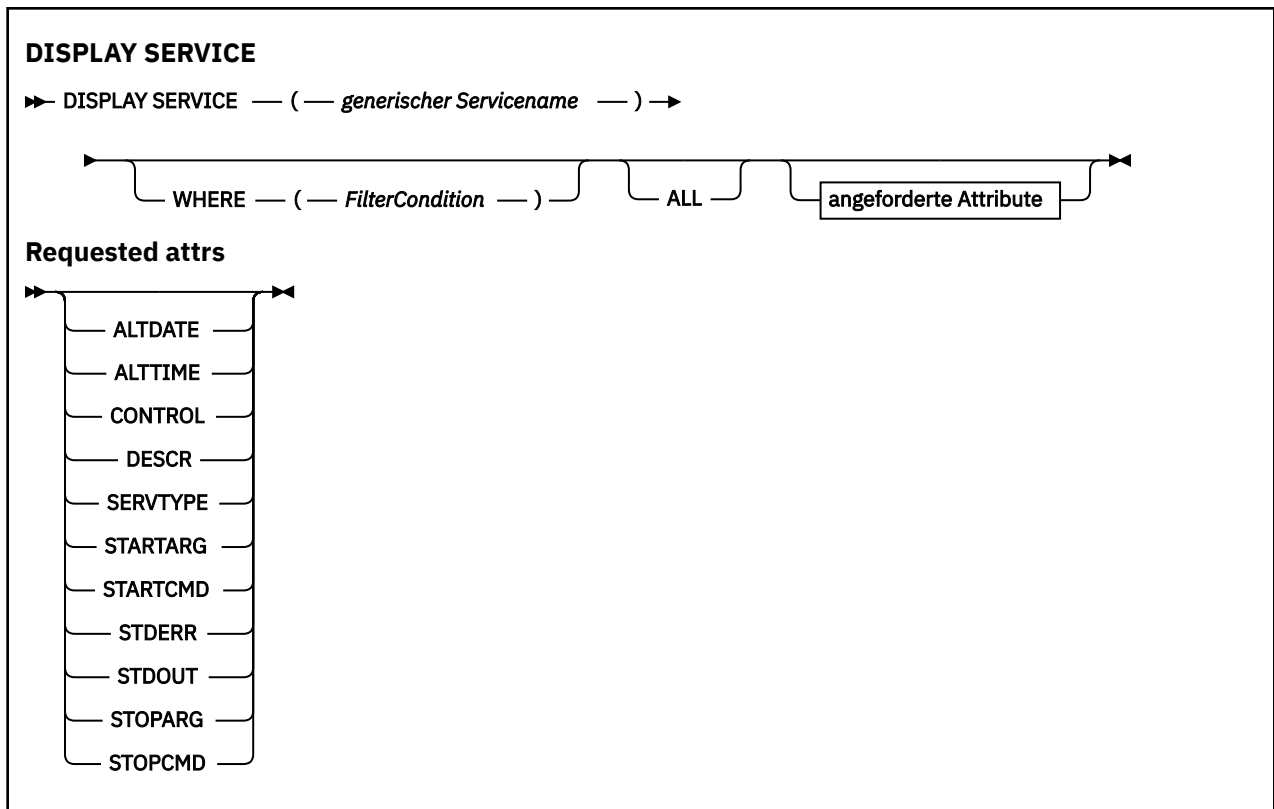 DISPLAY SERVICE
DISPLAY SERVICE ( generischer Servicename )
WHERE ( FilterCondition ) ALL angeforderte Attribute
Requested attrs
ALTDATE
ALTTIME
CONTROL
DESCR
SERVTYPE
STARTARG
STARTCMD
STDERR
STDOUT
STOPARG
STOPCMD